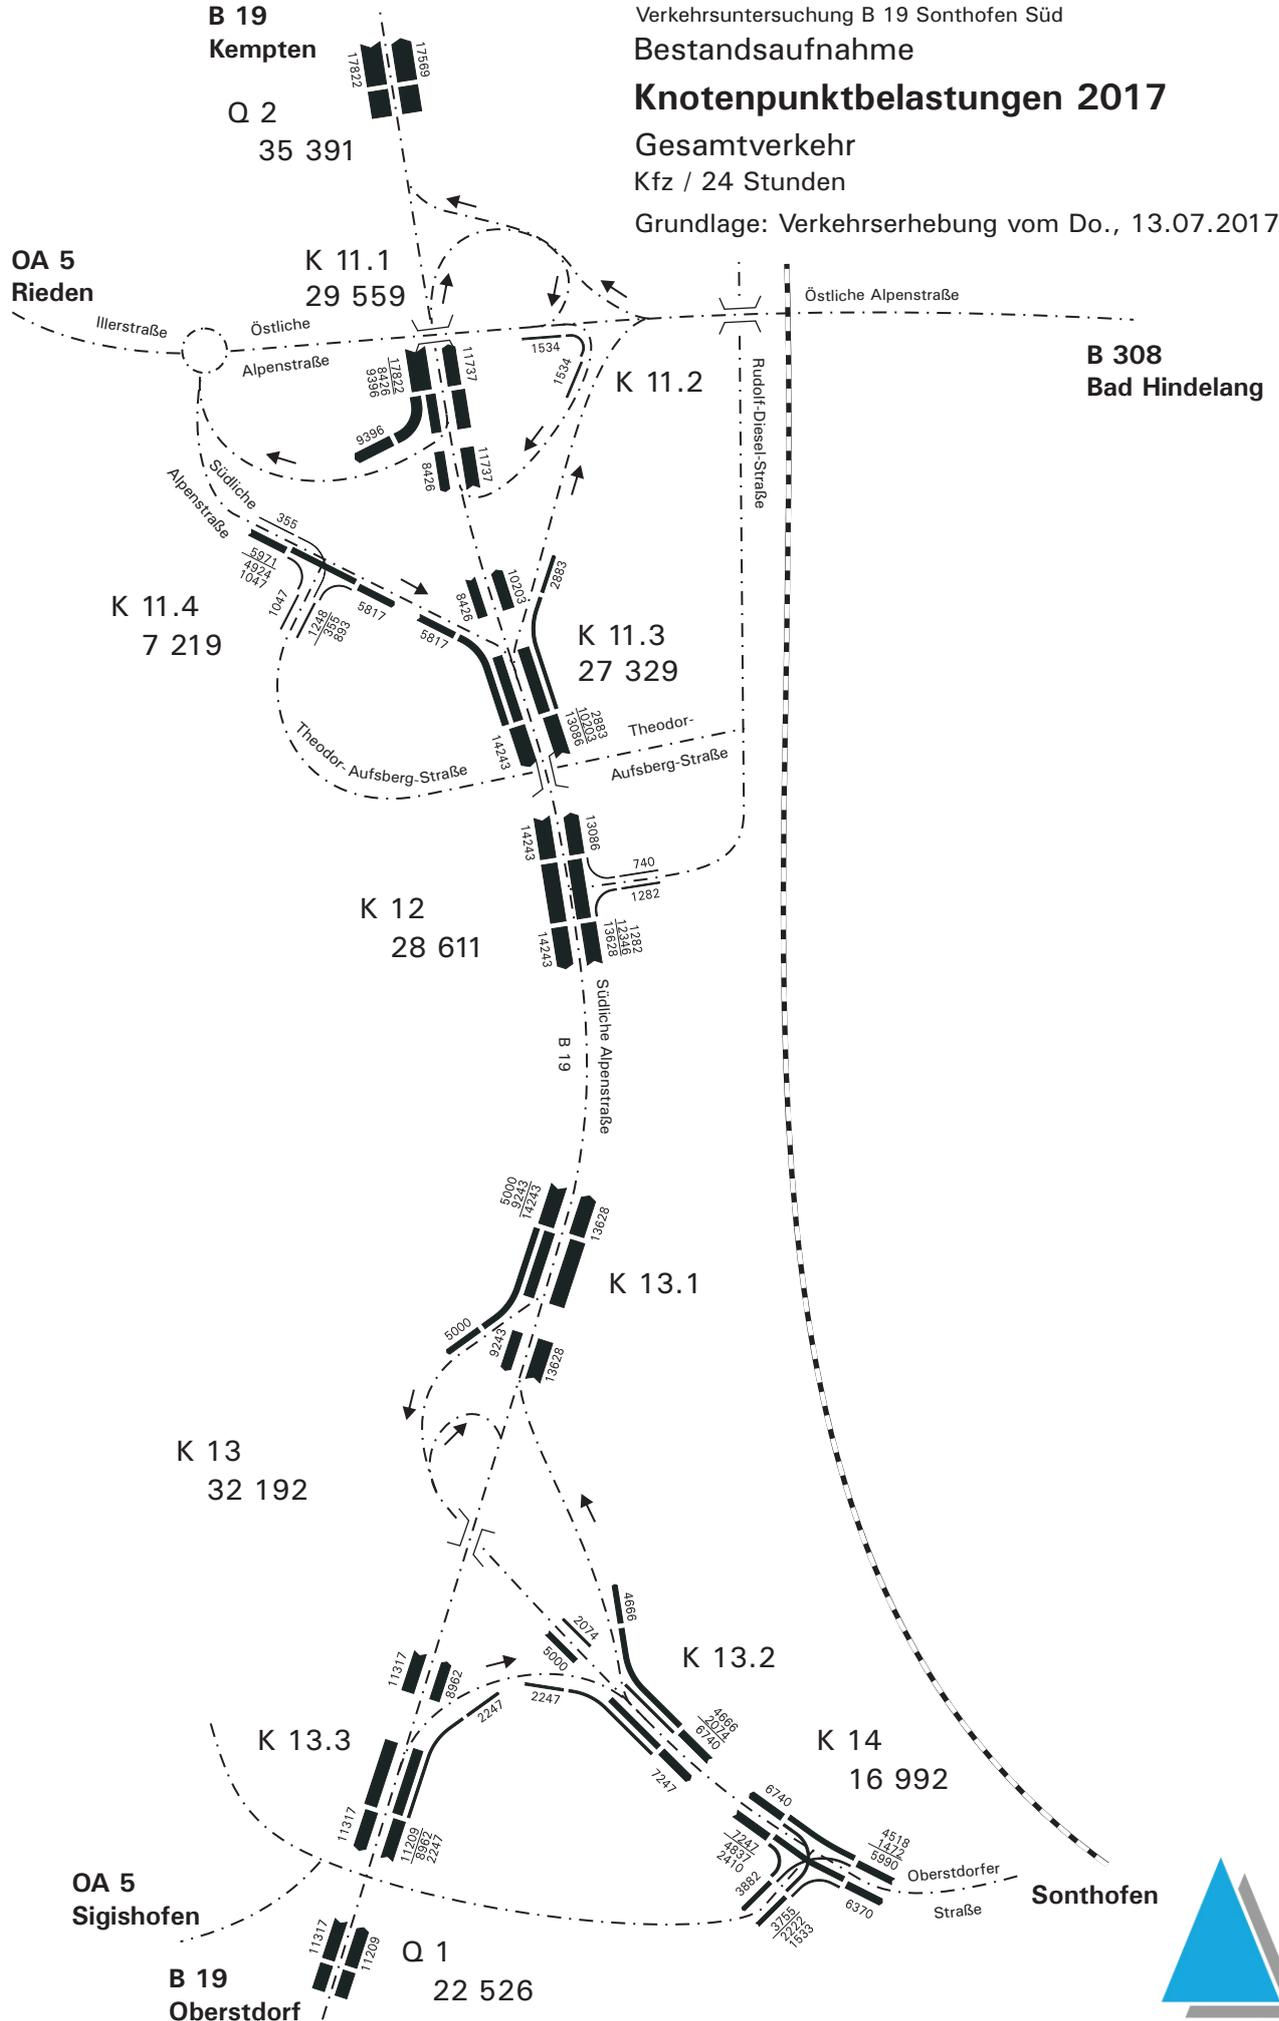 B 19
Kempten
Verkehrsuntersuchung B 19 Sonthofen Süd
Bestandsaufnahme
Knotenpunktbelastungen 2017
Gesamtverkehr
Kfz / 24 Stunden
Grundlage: Verkehrserhebung vom Do., 13.07.2017
17822
17569
Q 2
35 391
OA 5
Rieden
K 11.1
29 559
Illerstraße
Östliche
Alpenstraße
Östliche Alpenstraße
B 308
Bad Hindelang
1534
1534
K 11.2
17822
8426
9396
11737
9396
8426
11737
Rudolf-Diesel-Straße
Südliche
Alpenstraße
355
5971
4924
1047
5817
1047
1248
355
893
K 11.4
7 219
8426
10203
2883
5817
K 11.3
27 329
2883
10203
13086
14243
Theodor-
Aufsberg-Straße
Theodor-Aufsberg-Straße
14243
13086
740
1282
K 12
28 611
14243
1282
12346
13628
Südliche Alpenstraße
B 19
5000
9243
14243
13628
K 13.1
5000
9243
13628
K 13
32 192
4666
2074
5000
K 13.2
11317
8962
2247
2247
4666
2074
6740
7247
K 13.3
K 14
16 992
11317
11209
8962
2247
6740
7247
4837
2410
4518
1472
5990
3882
3755
2222
1533
6370
Oberstdorfer
Straße
Sonthofen
OA 5
Sigishofen
11317
11209
Q 1
22 526
B 19
Oberstdorf